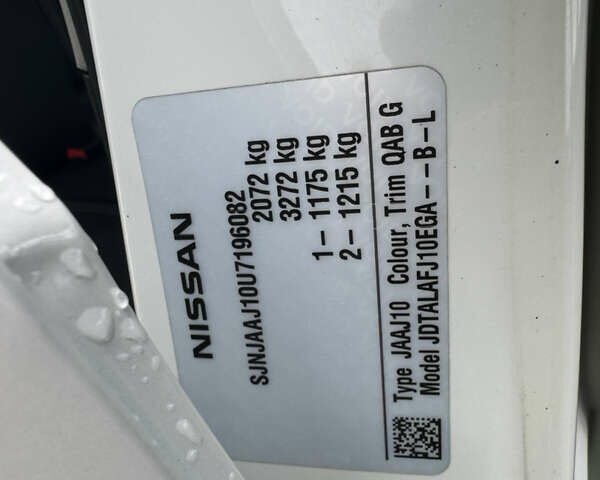 NISSAN
SJNJAAJ10U7196082
2072 kg
3272 kg
1– 1175 kg
2– 1215 kg
Type JAAJ10 Colour, Trim QAB G
Model JDTALAFJ10EGA – – B – L